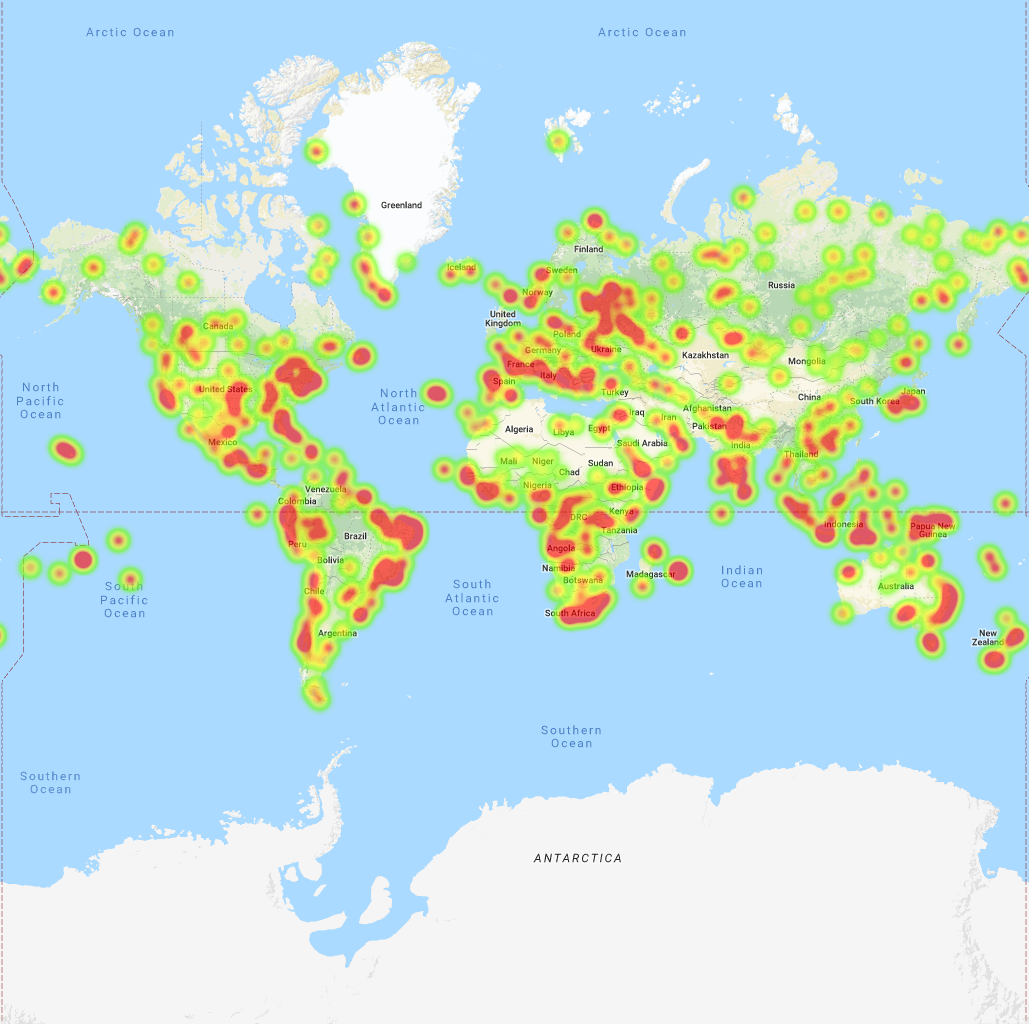 Arctic Ocean
Arctic Ocean
Greenland
Finland
Iceland
Sweden
Russia
Norway
United
Kingdom
Canada
Poland
Germany
Ukraine
Kazakhstan
Mongolia
France
Italy
Spain
United States
Turkey
North
Pacific
Ocean
North
Atlantic
Ocean
China
South Korea
Japan
Afghanistan
Iraq
Iran
Pakistan
Algeria
Libya
Egypt
Mexico
Saudi Arabia
India
Thailand
Mali
Niger
Chad
Sudan
Nigeria
Ethiopia
Venezuela
Colombia
DRC
Kenya
Tanzania
Indonesia
Papua New
Guinea
Brazil
Peru
Bolivia
Angola
Namibia
Botswana
Madagascar
Indian
Ocean
Australia
Chile
South
Pacific
Ocean
South
Atlantic
Ocean
South Africa
Argentina
New
Zealand
Southern
Ocean
Southern
Ocean
ANTARCTICA